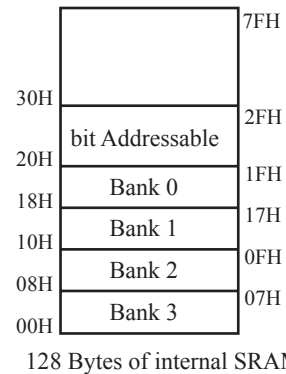 7FH
30H
2FH
bit Addressable
20H
1FH
Bank 0
18H
17H
Bank 1
10H
0FH
Bank 2
08H
07H
Bank 3
00H
128 Bytes of internal SRAM